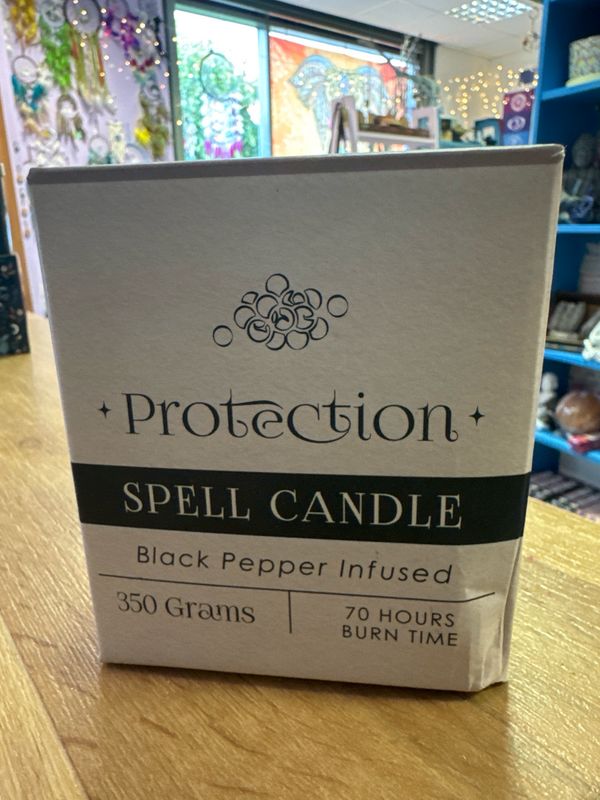 Protection
SPELL CANDLE
Black Pepper Infused
350 Grams
70 HOURS
BURN TIME